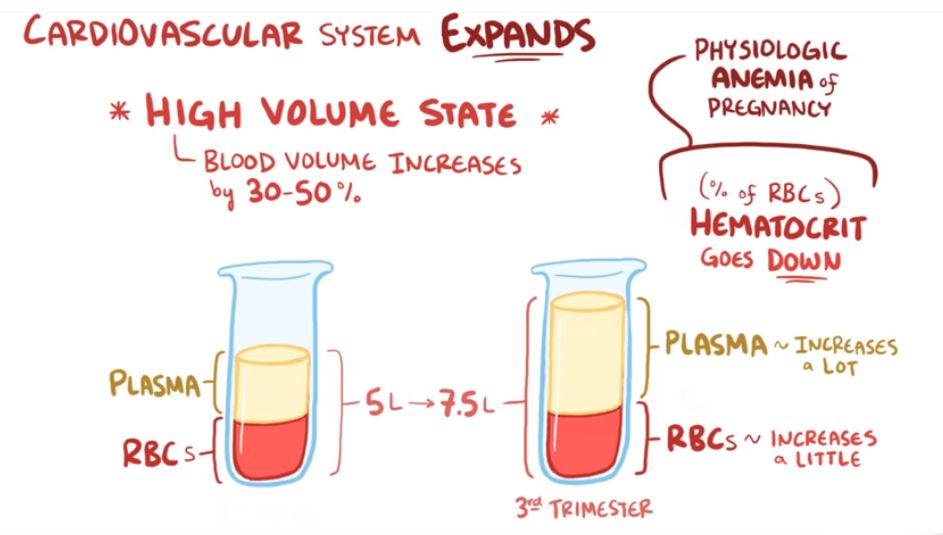 CARDIOVASCULAR SYSTEM EXPANDS
* HIGH VOLUME STATE *
BLOOD VOLUME INCREASES
by 30-50%
PHYSIOLOGIC
ANEMIA of
PREGNANCY
(% of RBCs)
HEMATOCRIT
GOES DOWN
PLASMA
RBCs
5L → 7.5L
PLASMA ~ INCREASES
a LOT
RBCs ~ INCREASES
a LITTLE
3rd TRIMESTER